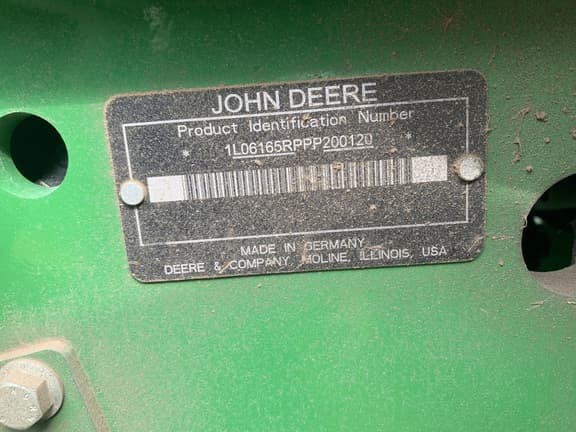 JOHN DEERE
Product Identification Number
* 1L06165RPPP200120 *
MADE IN GERMANY
DEERE & COMPANY MOLINE, ILLINOIS, USA